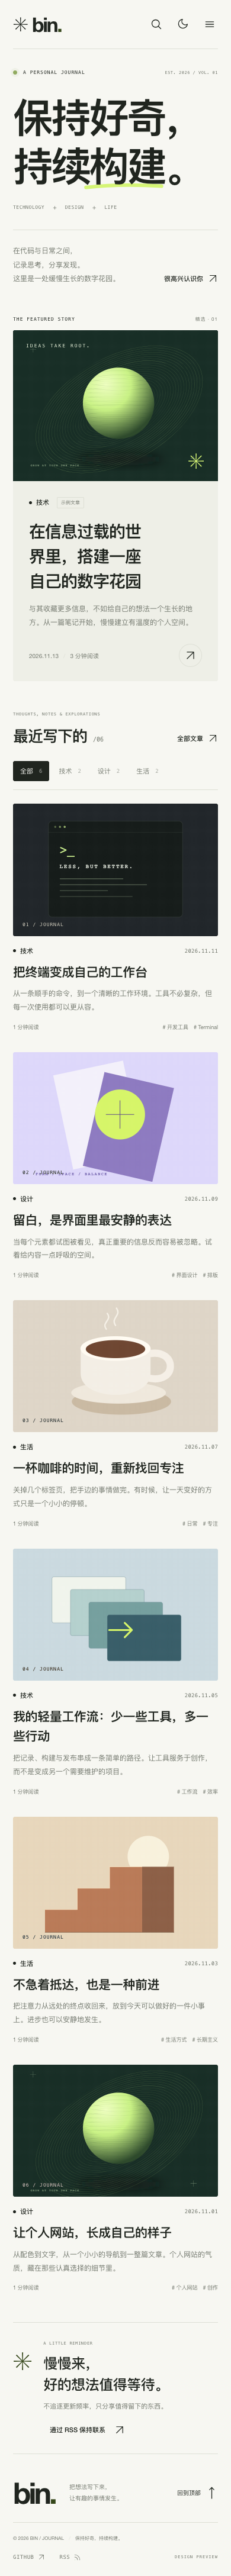 bin.
A PERSONAL JOURNAL
EST. 2026 / VOL. 01
保持好奇，
持续构建。
TECHNOLOGY + DESIGN + LIFE
在代码与日常之间，
记录思考，分享发现。
这里是一处缓慢生长的数字花园。
很高兴认识你
THE FEATURED STORY
精选 · 01
IDEAS TAKE ROOT.
技术
示例文章
在信息过载的世
界里，搭建一座
自己的数字花园
与其收藏更多信息，不如给自己的想法一个生长的地
方。从一篇笔记开始，慢慢建立有温度的个人空间。
2026.11.13 3 分钟阅读
THOUGHTS, NOTES & EXPLORATIONS
最近写下的 /06
全部文章
全部 6 技术 2 设计 2 生活 2
>_
LESS, BUT BETTER.
01 / JOURNAL
技术
2026.11.11
把终端变成自己的工作台
从一条顺手的命令，到一个清晰的工作环境。工具不必复杂，但
每一次使用都可以更从容。
1 分钟阅读
# 开发工具 # Terminal
02 / JOURNAL
设计
2026.11.09
留白，是界面里最安静的表达
当每个元素都试图被看见，真正重要的信息反而容易被忽略。试
着给内容一点呼吸的空间。
1 分钟阅读
# 界面设计 # 排版
03 / JOURNAL
生活
2026.11.07
一杯咖啡的时间，重新找回专注
关掉几个标签页，把手边的事情做完。有时候，让一天变好的方
式只是一个小小的停顿。
1 分钟阅读
# 日常 # 专注
04 / JOURNAL
技术
2026.11.05
我的轻量工作流：少一些工具，多一
些行动
把记录、构建与发布串成一条简单的路径。让工具服务于创作，
而不是变成另一个需要维护的项目。
1 分钟阅读
# 工作流 # 效率
05 / JOURNAL
生活
2026.11.03
不急着抵达，也是一种前进
把注意力从远处的终点收回来，放到今天可以做好的一件小事
上。进步也可以安静地发生。
1 分钟阅读
# 生活方式 # 长期主义
06 / JOURNAL
设计
2026.11.01
让个人网站，长成自己的样子
从配色到文字，从一个小小的导航到一整篇文章。个人网站的气
质，藏在那些认真选择的细节里。
1 分钟阅读
# 个人网站 # 创作
A LITTLE REMINDER
慢慢来，
好的想法值得等待。
不追逐更新频率，只分享值得留下的东西。
通过 RSS 保持联系
bin.
把想法写下来，
让有趣的事情发生。
回到顶部
© 2026 BIN / JOURNAL 保持好奇，持续构建。
GITHUB RSS
DESIGN PREVIEW